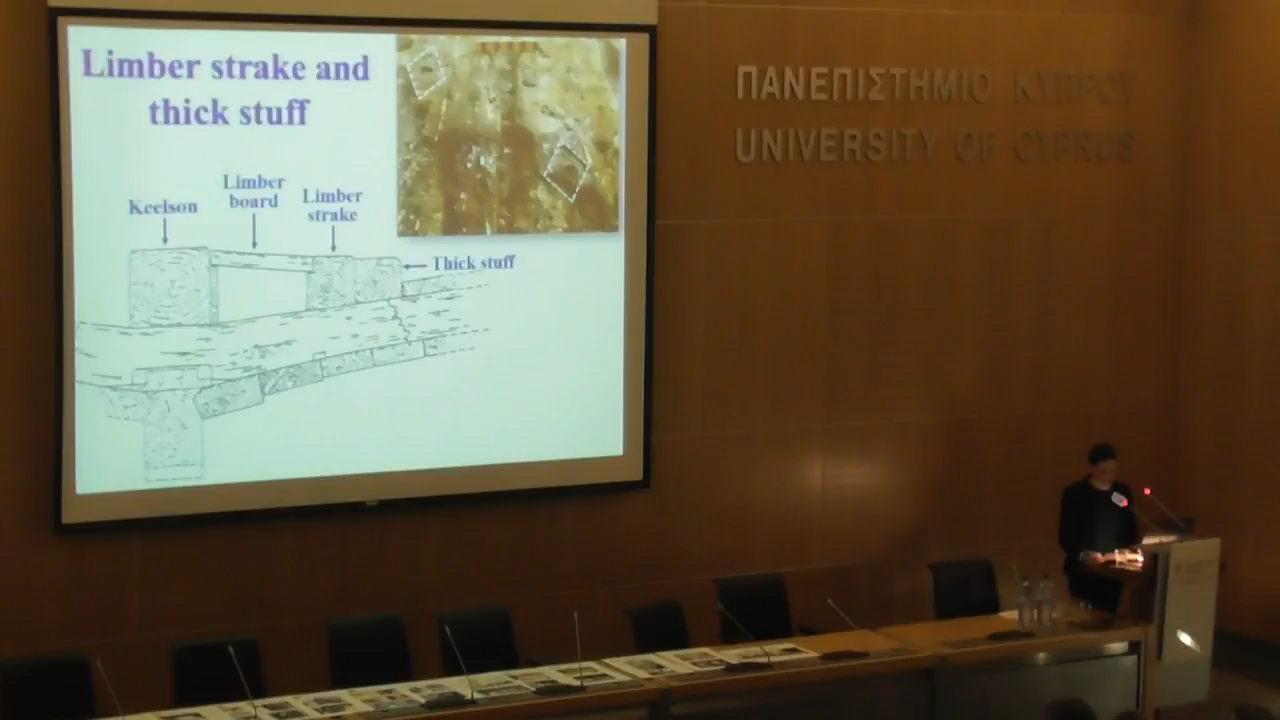 Limber strake and
thick stuff
Keelson
Limber
board
Limber
strake
Thick stuff
ΠΑΝΕΠΙΣΤΗΜΙΟ ΚΥΠΡΟΥ
UNIVERSITY OF CYPRUS